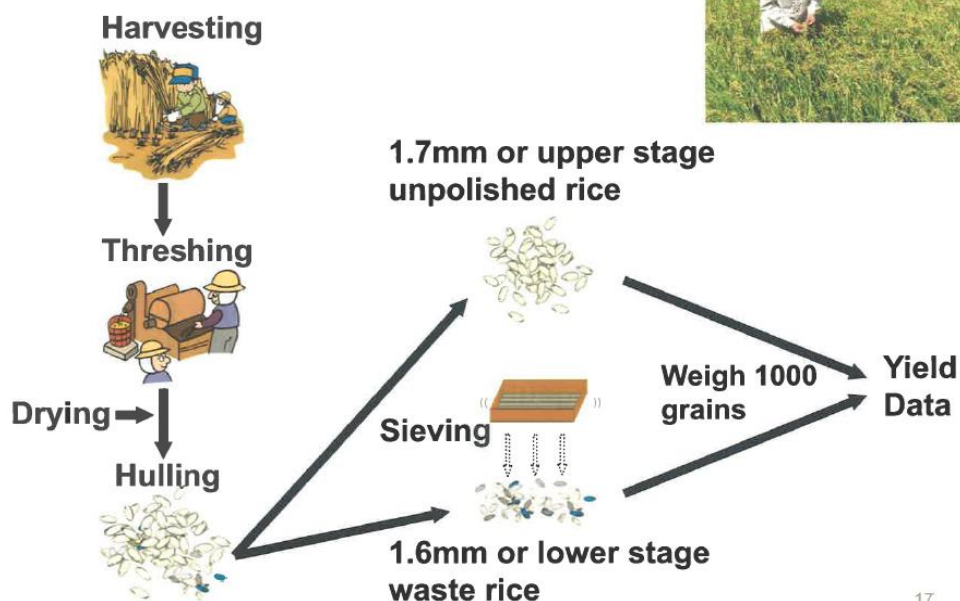 Harvesting
1.7mm or upper stage
unpolished rice
Threshing
Drying
Hulling
Sieving
Weigh 1000
grains
Yield
Data
1.6mm or lower stage
waste rice
17